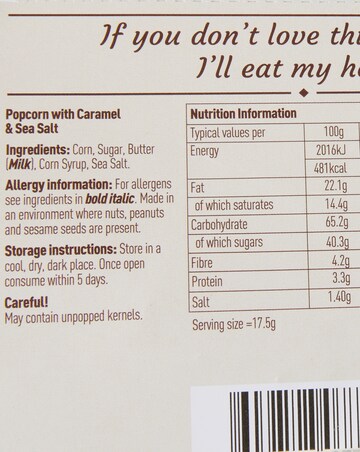 If you don't love thi
I'll eat my h
Popcorn with Caramel
& Sea Salt
Ingredients: Corn, Sugar, Butter
(Milk), Corn Syrup, Sea Salt.
Allergy information: For allergens
see ingredients in bold italic. Made in
an environment where nuts, peanuts
and sesame seeds are present.
Storage instructions: Store in a
cool, dry, dark place. Once open
consume within 5 days.
Careful!
May contain unpopped kernels.
Nutrition Information
Typical values per 100g
Energy 2016kJ
481kcal
Fat 22.1g
of which saturates 14.4g
Carbohydrate 65.2g
of which sugars 40.3g
Fibre 4.2g
Protein 3.3g
Salt 1.40g
Serving size =17.5g